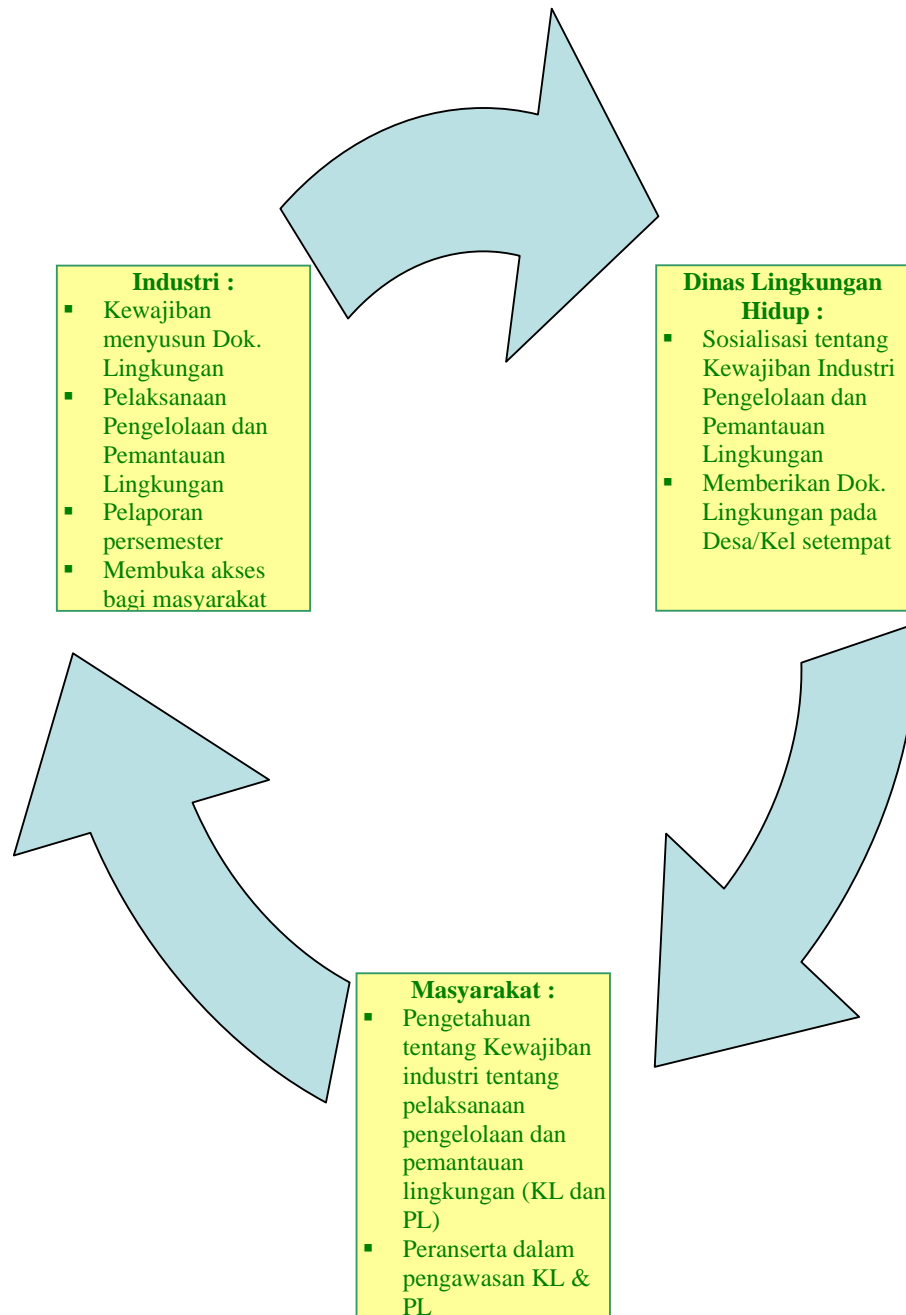 Industri :
▪ Kewajiban
menyusun Dok.
Lingkungan
▪ Pelaksanaan
Pengelolaan dan
Pemantauan
Lingkungan
▪ Pelaporan
persemester
▪ Membuka akses
bagi masyarakat
Dinas Lingkungan
Hidup :
▪ Sosialisasi tentang
Kewajiban Industri
Pengelolaan dan
Pemantauan
Lingkungan
▪ Memberikan Dok.
Lingkungan pada
Desa/Kel setempat
Masyarakat :
▪ Pengetahuan
tentang Kewajiban
industri tentang
pelaksanaan
pengelolaan dan
pemantauan
lingkungan (KL dan
PL)
▪ Peranserta dalam
pengawasan KL &
PL